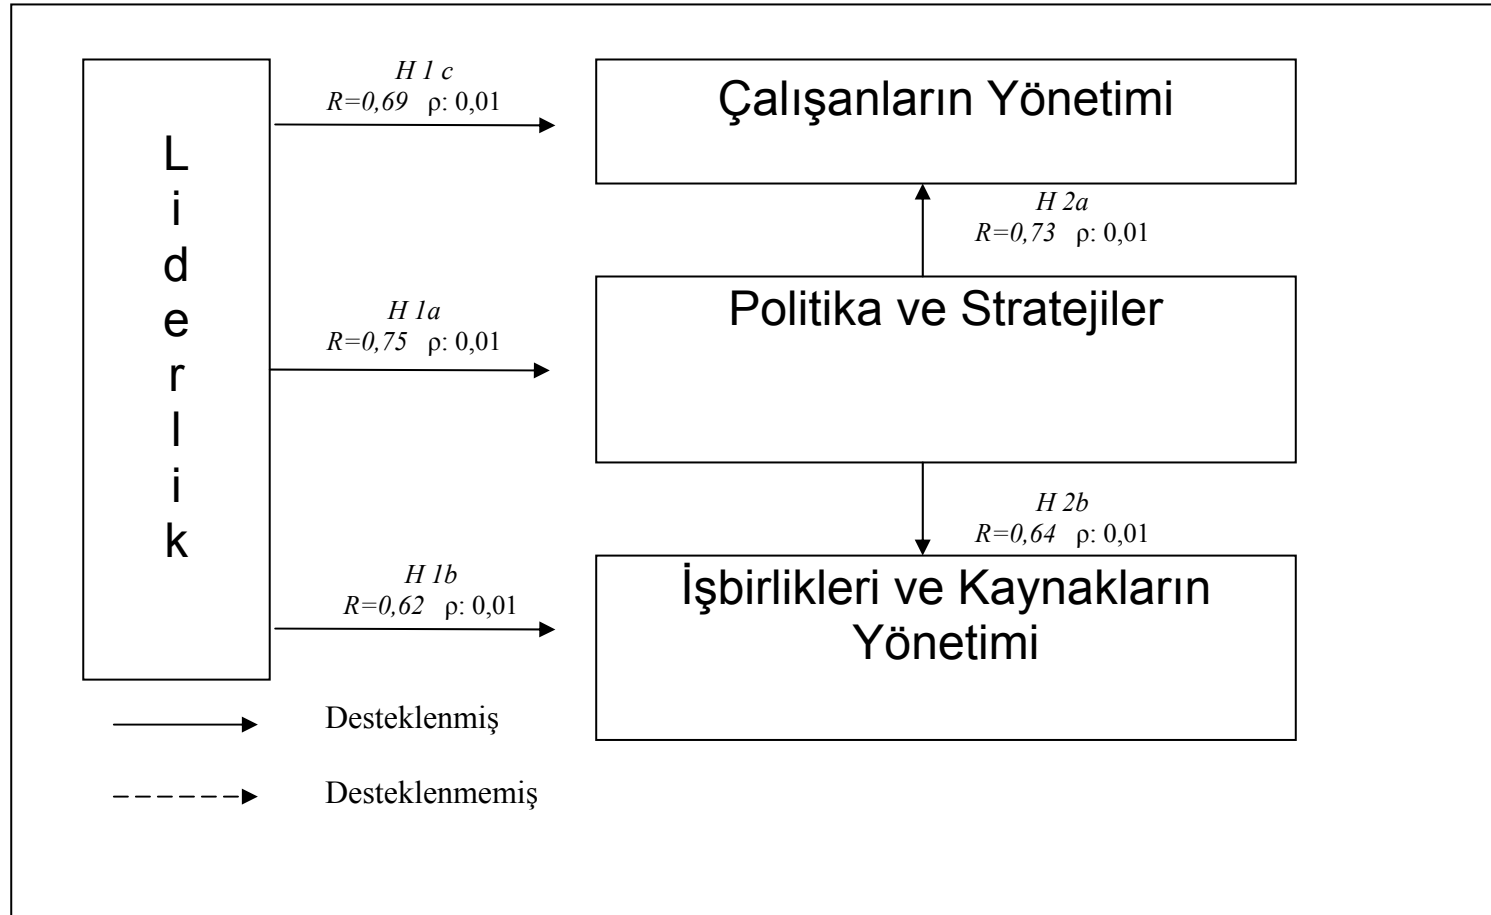 H 1 c
R=0,69 ρ: 0,01
Çalışanların Yönetimi
L
i
d
e
r
l
i
k
H 2a
R=0,73 ρ: 0,01
H 1a
R=0,75 ρ: 0,01
Politika ve Stratejiler
H 2b
R=0,64 ρ: 0,01
H 1b
R=0,62 ρ: 0,01
İşbirlikleri ve Kaynakların
Yönetimi
Desteklenmiş
Desteklenmemiş